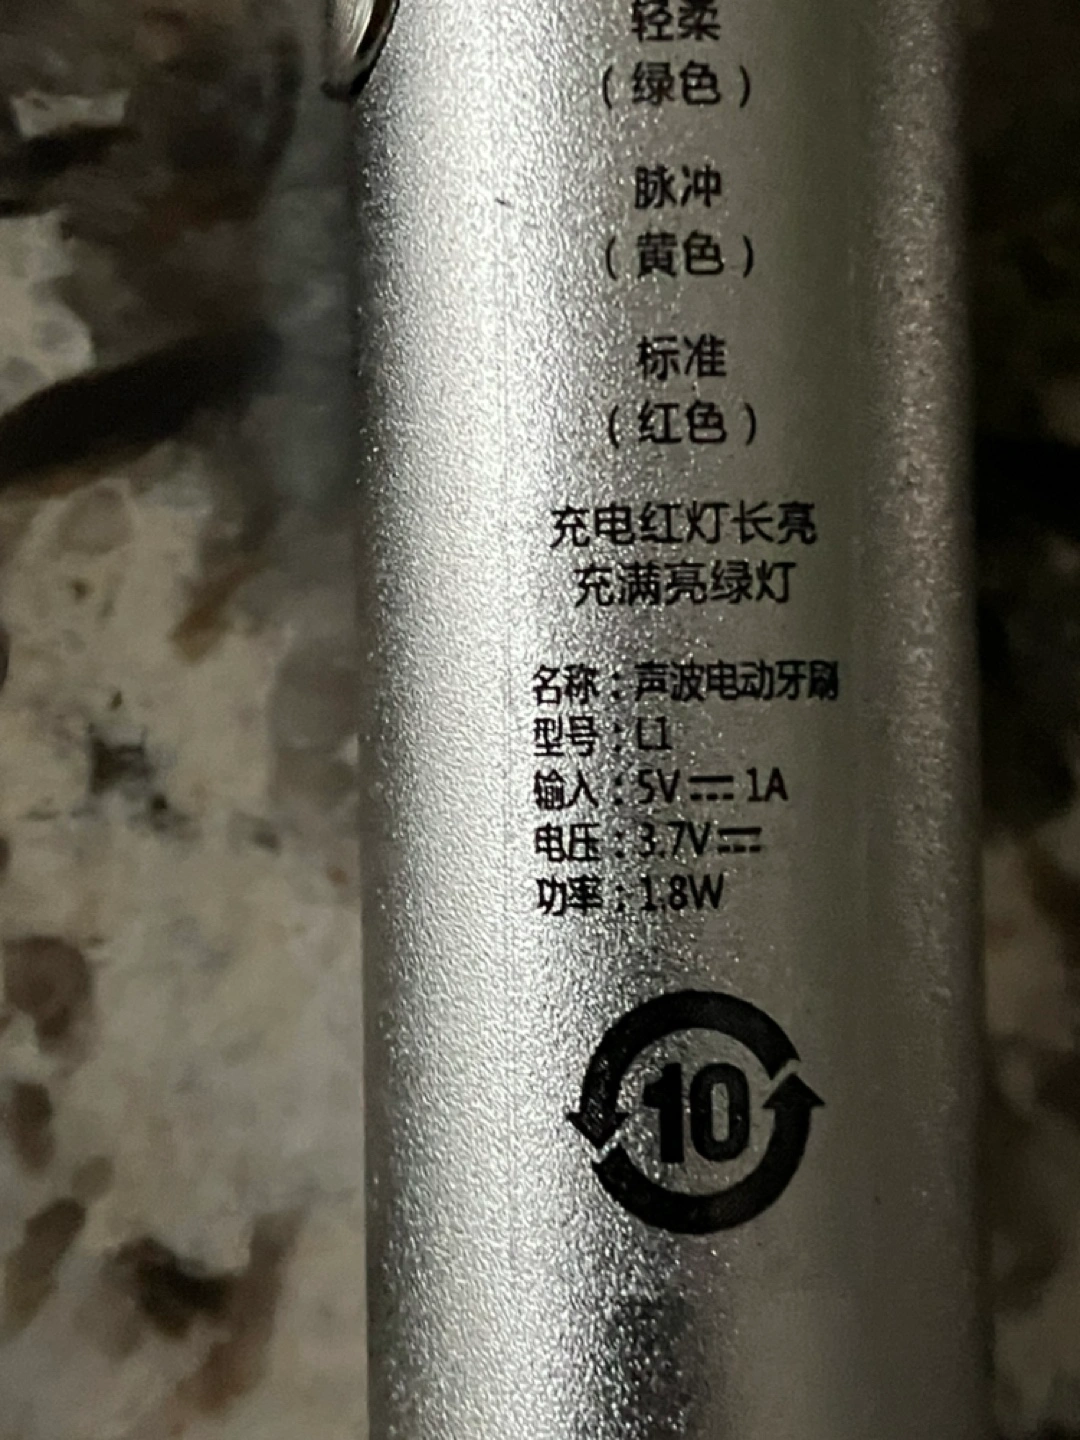 轻柔
（绿色）
脉冲
（黄色）
标准
（红色）
充电红灯长亮
充满亮绿灯
名称：声波电动牙刷
型号：L1
输入：5V⎓1A
电压：3.7V⎓
功率：1.8W
10